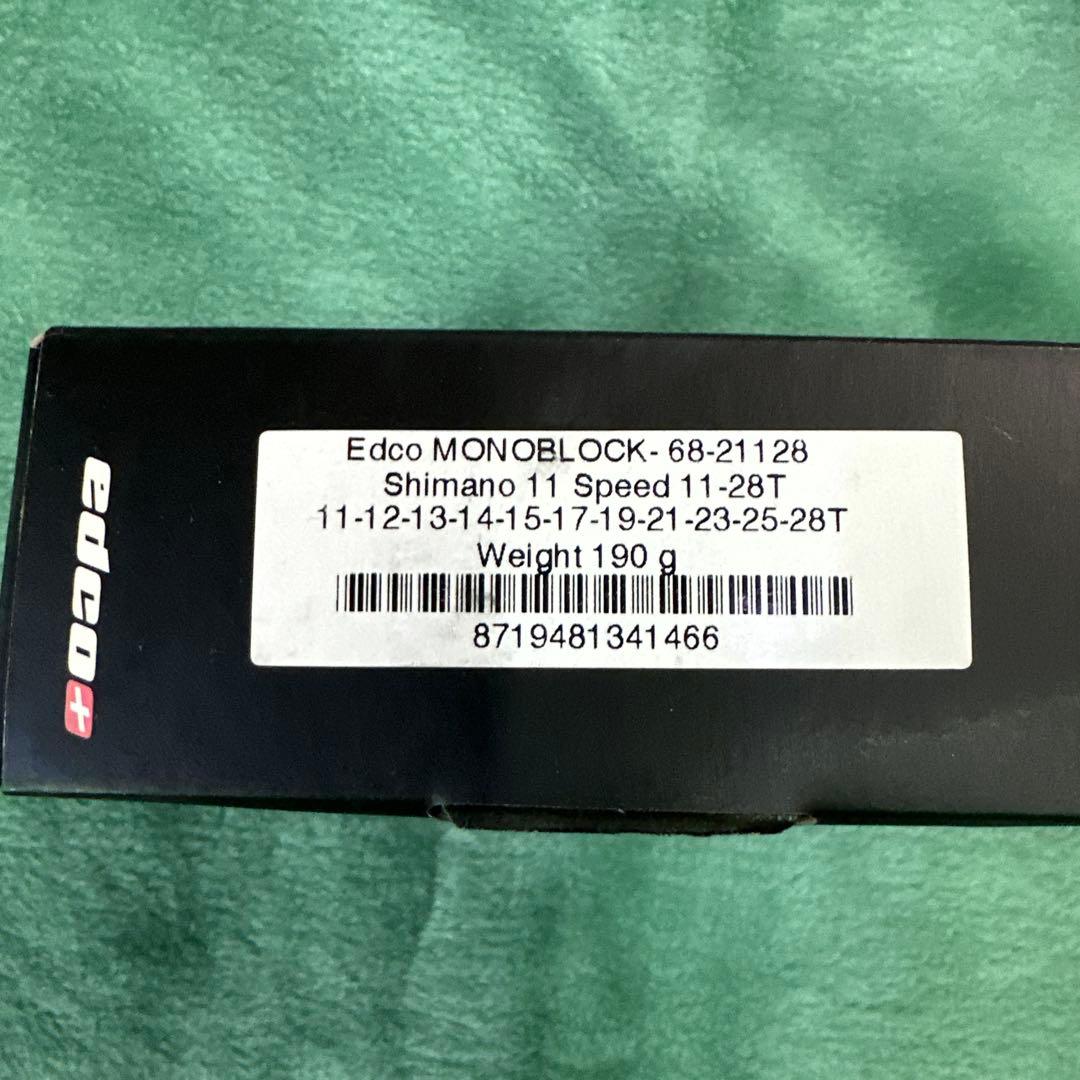 edco
Edco MONOBLOCK- 68-21128
Shimano 11 Speed 11-28T
11-12-13-14-15-17-19-21-23-25-28T
Weight 190 g
8719481341466